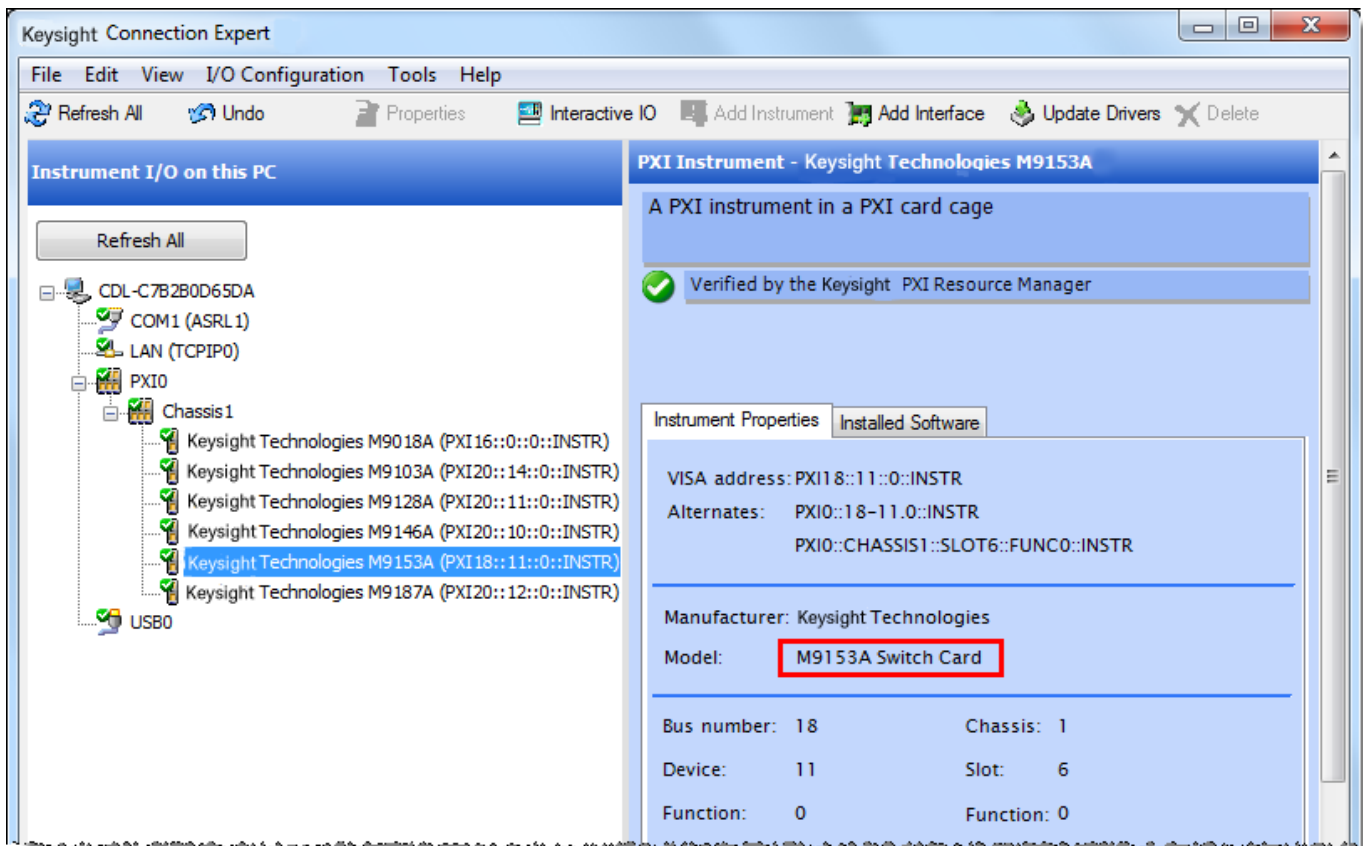 Keysight Connection Expert
File Edit View I/O Configuration Tools Help
Refresh All Undo Properties Interactive IO Add Instrument Add Interface Update Drivers Delete
Instrument I/O on this PC
Refresh All
CDL-C7B2B0D65DA
COM1 (ASRL1)
LAN (TCPIP0)
PXI0
Chassis1
Keysight Technologies M9018A (PXI16::0::0::INSTR)
Keysight Technologies M9103A (PXI20::14::0::INSTR)
Keysight Technologies M9128A (PXI20::11::0::INSTR)
Keysight Technologies M9146A (PXI20::10::0::INSTR)
Keysight Technologies M9153A (PXI18::11::0::INSTR)
Keysight Technologies M9187A (PXI20::12::0::INSTR)
USB0
PXI Instrument - Keysight Technologies M9153A
A PXI instrument in a PXI card cage
Verified by the Keysight PXI Resource Manager
Instrument Properties Installed Software
VISA address: PXI18::11::0::INSTR
Alternates: PXI0::18-11.0::INSTR
PXI0::CHASSIS1::SLOT6::FUNC0::INSTR
Manufacturer: Keysight Technologies
Model: M9153A Switch Card
Bus number: 18 Chassis: 1
Device: 11 Slot: 6
Function: 0 Function: 0